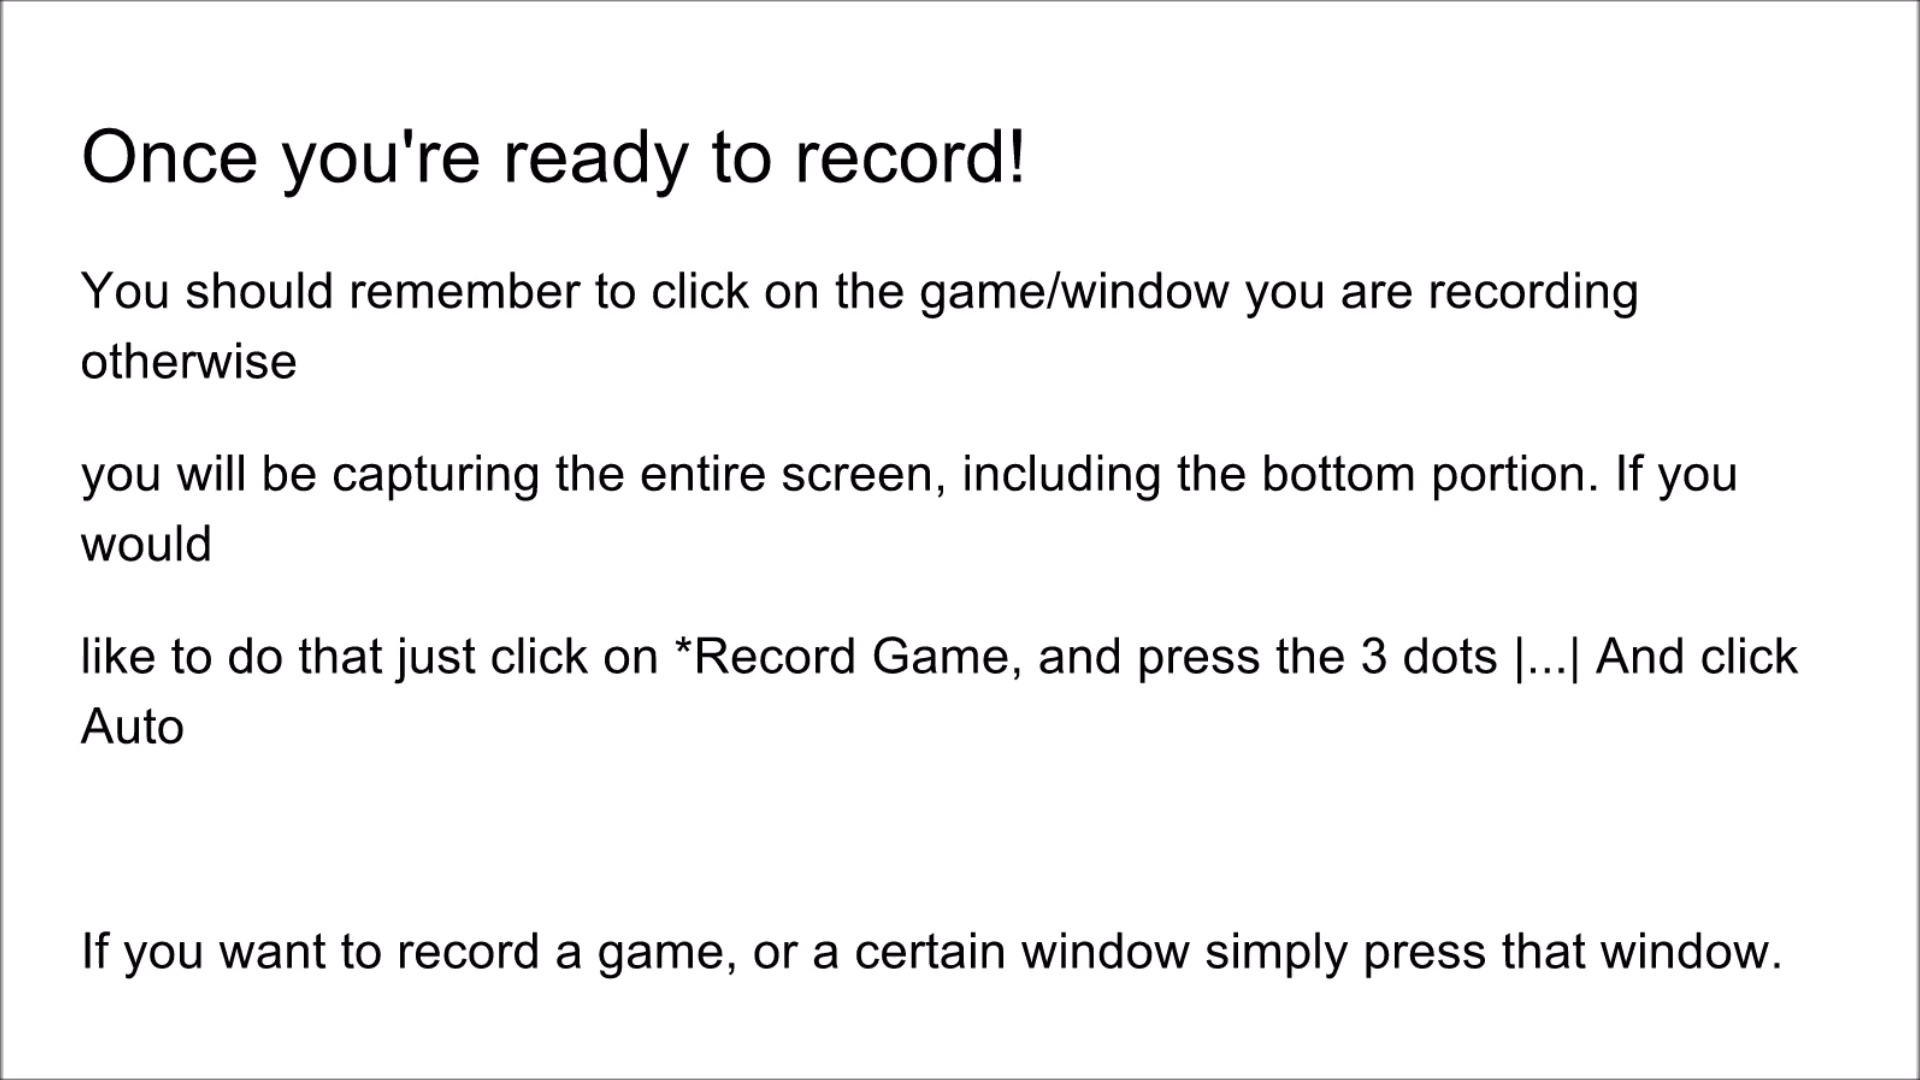 Once you're ready to record!
You should remember to click on the game/window you are recording
otherwise
you will be capturing the entire screen, including the bottom portion. If you
would
like to do that just click on *Record Game, and press the 3 dots |...| And click
Auto
If you want to record a game, or a certain window simply press that window.